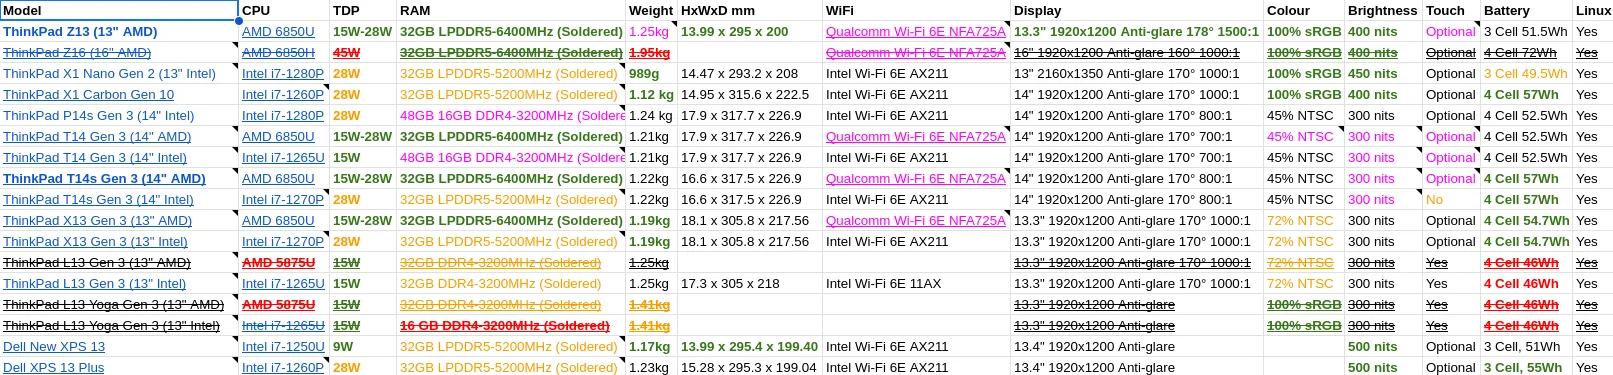 Model CPU TDP RAM Weight HxWxD mm WiFi Display Colour Brightness Touch Battery Linux
ThinkPad Z13 (13" AMD) AMD 6850U 15W-28W 32GB LPDDR5-6400MHz (Soldered) 1.25kg 13.99 x 295 x 200 Qualcomm Wi-Fi 6E NFA725A 13.3" 1920x1200 Anti-glare 178° 1500:1 100% sRGB 400 nits Optional 3 Cell 51.5Wh Yes
ThinkPad Z16 (16" AMD) AMD 6850H 45W 32GB LPDDR5-6400MHz (Soldered) 1.95kg Qualcomm Wi-Fi 6E NFA725A 16" 1920x1200 Anti-glare 160° 1000:1 100% sRGB 400 nits Optional 4 Cell 72Wh Yes
ThinkPad X1 Nano Gen 2 (13" Intel) Intel i7-1280P 28W 32GB LPDDR5-5200MHz (Soldered) 989g 14.47 x 293.2 x 208 Intel Wi-Fi 6E AX211 13" 2160x1350 Anti-glare 170° 1000:1 100% sRGB 450 nits Optional 3 Cell 49.5Wh Yes
ThinkPad X1 Carbon Gen 10 Intel i7-1260P 28W 32GB LPDDR5-5200MHz (Soldered) 1.12 kg 14.95 x 315.6 x 222.5 Intel Wi-Fi 6E AX211 14" 1920x1200 Anti-glare 170° 1000:1 100% sRGB 400 nits Optional 4 Cell 57Wh Yes
ThinkPad P14s Gen 3 (14" Intel) Intel i7-1280P 28W 48GB 16GB DDR4-3200MHz (Soldere 1.24 kg 17.9 x 317.7 x 226.9 Intel Wi-Fi 6E AX211 14" 1920x1200 Anti-glare 170° 800:1 45% NTSC 300 nits Optional 4 Cell 52.5Wh Yes
ThinkPad T14 Gen 3 (14" AMD) AMD 6850U 15W-28W 32GB LPDDR5-6400MHz (Soldered) 1.21kg 17.9 x 317.7 x 226.9 Qualcomm Wi-Fi 6E NFA725A 14" 1920x1200 Anti-glare 170° 700:1 45% NTSC 300 nits Optional 4 Cell 52.5Wh Yes
ThinkPad T14 Gen 3 (14" Intel) Intel i7-1265U 15W 48GB 16GB DDR4-3200MHz (Soldere 1.21kg 17.9 x 317.7 x 226.9 Intel Wi-Fi 6E AX211 14" 1920x1200 Anti-glare 170° 700:1 45% NTSC 300 nits Optional 4 Cell 52.5Wh Yes
ThinkPad T14s Gen 3 (14" AMD) AMD 6850U 15W-28W 32GB LPDDR5-6400MHz (Soldered) 1.22kg 16.6 x 317.5 x 226.9 Qualcomm Wi-Fi 6E NFA725A 14" 1920x1200 Anti-glare 170° 800:1 45% NTSC 300 nits Optional 4 Cell 57Wh Yes
ThinkPad T14s Gen 3 (14" Intel) Intel i7-1270P 28W 32GB LPDDR5-5200MHz (Soldered) 1.22kg 16.6 x 317.5 x 226.9 Intel Wi-Fi 6E AX211 14" 1920x1200 Anti-glare 170° 800:1 45% NTSC 300 nits No 4 Cell 57Wh Yes
ThinkPad X13 Gen 3 (13" AMD) AMD 6850U 15W-28W 32GB LPDDR5-6400MHz (Soldered) 1.19kg 18.1 x 305.8 x 217.56 Qualcomm Wi-Fi 6E NFA725A 13.3" 1920x1200 Anti-glare 170° 1000:1 72% NTSC 300 nits Optional 4 Cell 54.7Wh Yes
ThinkPad X13 Gen 3 (13" Intel) Intel i7-1270P 28W 32GB LPDDR5-5200MHz (Soldered) 1.19kg 18.1 x 305.8 x 217.56 Intel Wi-Fi 6E AX211 13.3" 1920x1200 Anti-glare 170° 1000:1 72% NTSC 300 nits Optional 4 Cell 54.7Wh Yes
ThinkPad L13 Gen 3 (13" AMD) AMD 5875U 15W 32GB DDR4-3200MHz (Soldered) 1.25kg 13.3" 1920x1200 Anti-glare 170° 1000:1 72% NTSC 300 nits Yes 4 Cell 46Wh Yes
ThinkPad L13 Gen 3 (13" Intel) Intel i7-1265U 15W 32GB DDR4-3200MHz (Soldered) 1.25kg 17.3 x 305 x 218 Intel Wi-Fi 6E 11AX 13.3" 1920x1200 Anti-glare 170° 1000:1 72% NTSC 300 nits Yes 4 Cell 46Wh Yes
ThinkPad L13 Yoga Gen 3 (13" AMD) AMD 5875U 15W 32GB DDR4-3200MHz (Soldered) 1.41kg 13.3" 1920x1200 Anti-glare 100% sRGB 300 nits Yes 4 Cell 46Wh Yes
ThinkPad L13 Yoga Gen 3 (13" Intel) Intel i7-1265U 15W 16 GB DDR4-3200MHz (Soldered) 1.41kg 13.3" 1920x1200 Anti-glare 100% sRGB 300 nits Yes 4 Cell 46Wh Yes
Dell New XPS 13 Intel i7-1250U 9W 32GB LPDDR5-5200MHz (Soldered) 1.17kg 13.99 x 295.4 x 199.40 Intel Wi-Fi 6E AX211 13.4" 1920x1200 Anti-glare 500 nits Optional 3 Cell, 51Wh Yes
Dell XPS 13 Plus Intel i7-1260P 28W 32GB LPDDR5-5200MHz (Soldered) 1.23kg 15.28 x 295.3 x 199.04 Intel Wi-Fi 6E AX211 13.4" 1920x1200 Anti-glare 500 nits Optional 3 Cell, 55Wh Yes